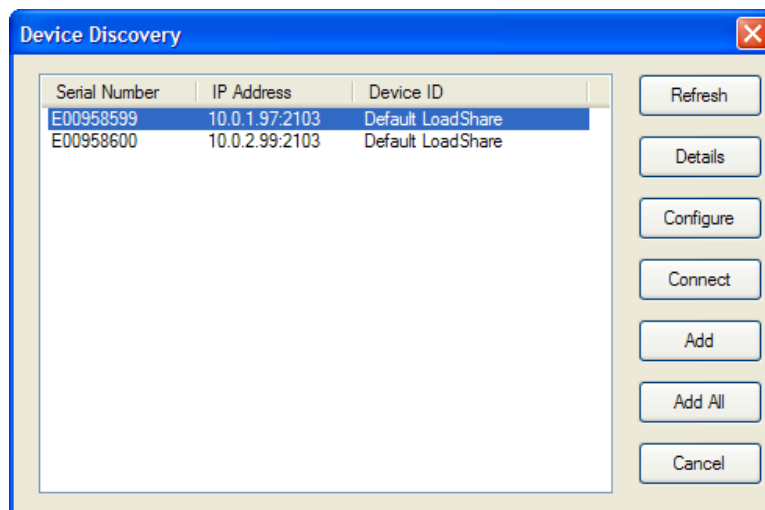 Device Discovery
Serial Number IP Address Device ID
E00958599 10.0.1.97:2103 Default LoadShare
E00958600 10.0.2.99:2103 Default LoadShare
Refresh
Details
Configure
Connect
Add
Add All
Cancel